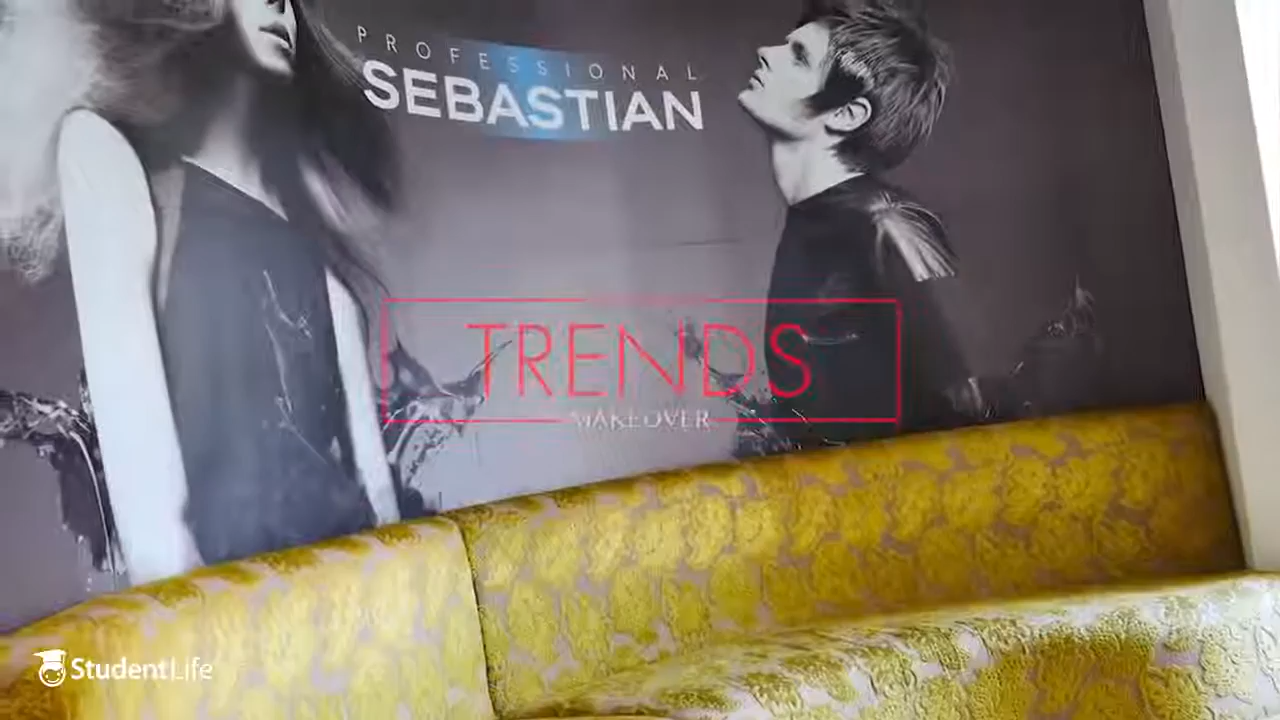 PROFESSIONAL
SEBASTIAN
TRENDS
MAKEOVER
StudentLife